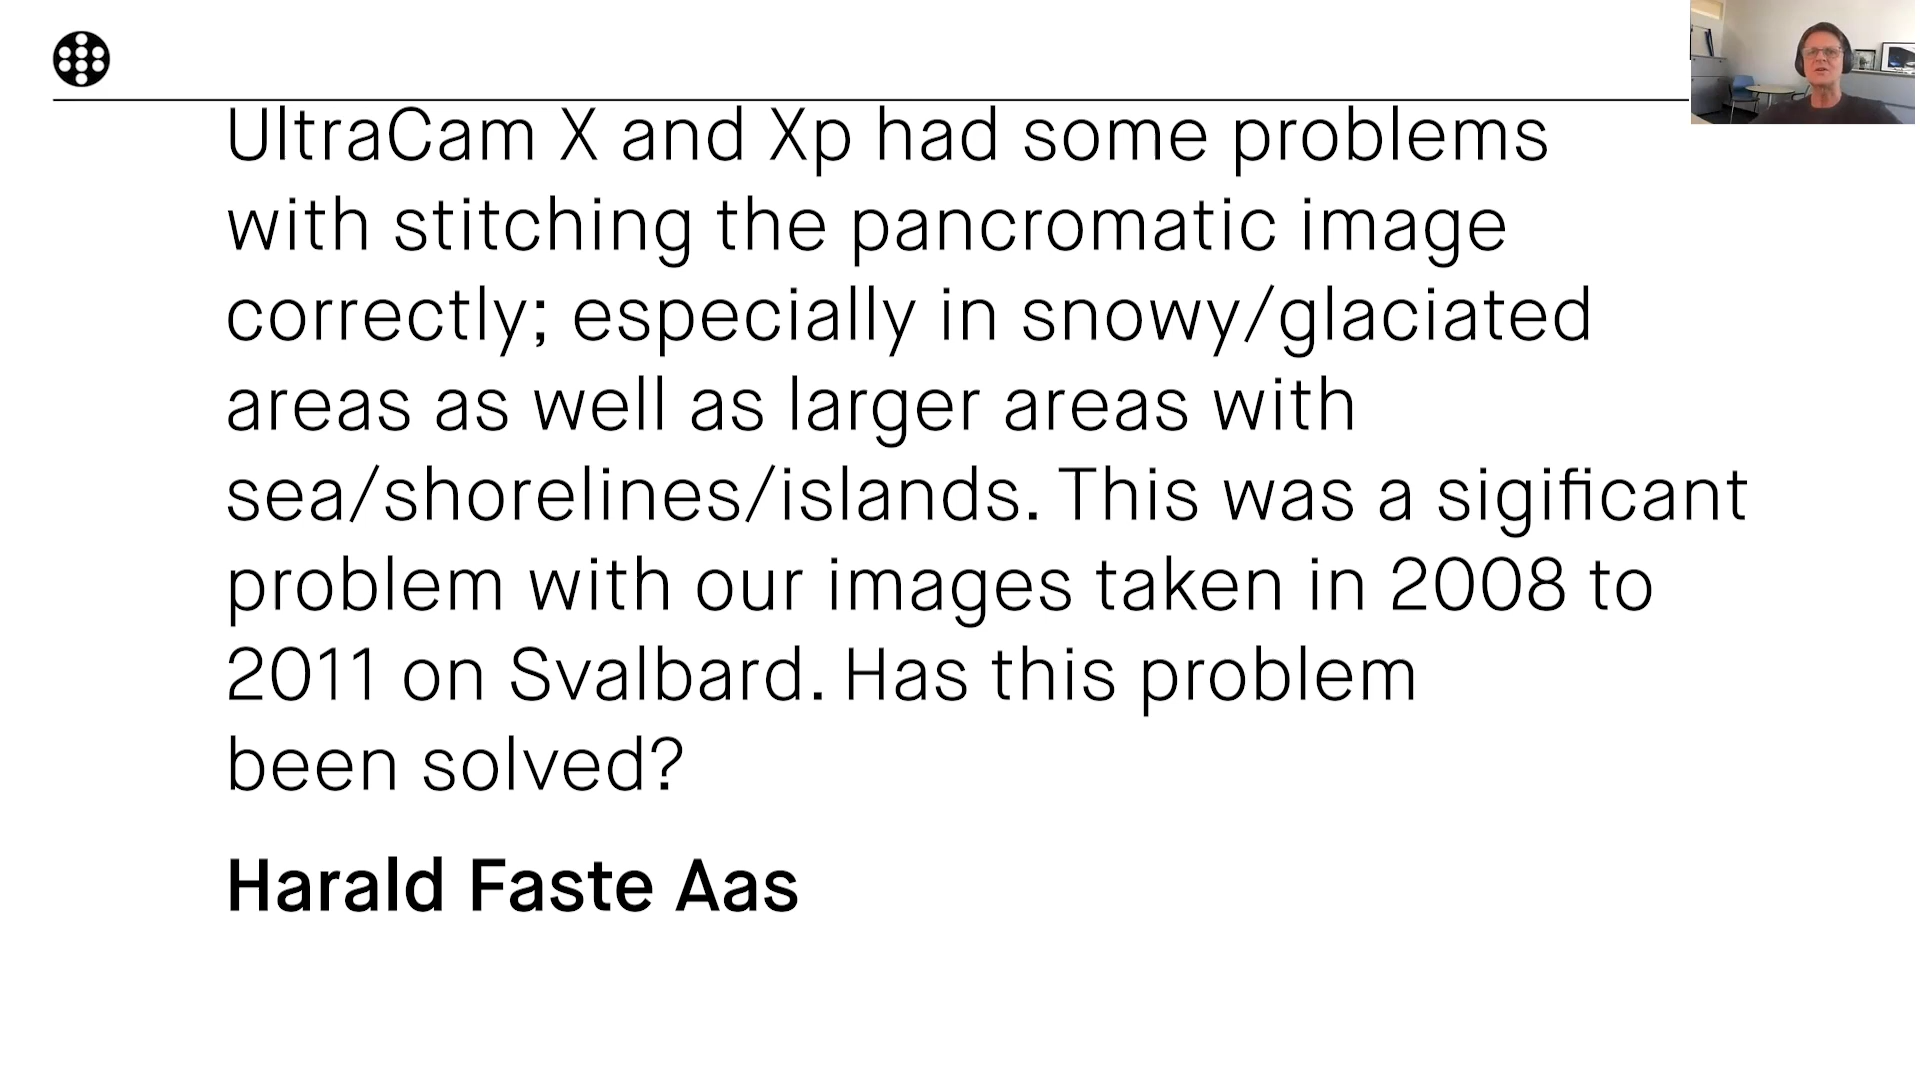 UltraCam X and Xp had some problems
with stitching the pancromatic image
correctly; especially in snowy/glaciated
areas as well as larger areas with
sea/shorelines/islands. This was a sigificant
problem with our images taken in 2008 to
2011 on Svalbard. Has this problem
been solved?
Harald Faste Aas